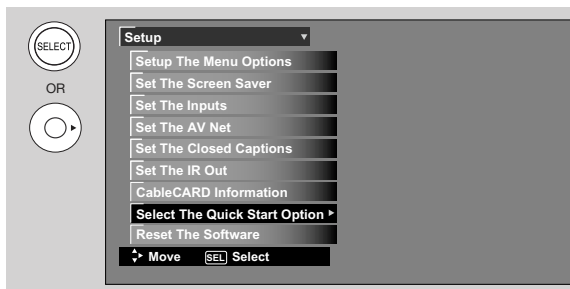 SELECT
OR
Setup
Setup The Menu Options
Set The Screen Saver
Set The Inputs
Set The AV Net
Set The Closed Captions
Set The IR Out
CableCARD Information
Select The Quick Start Option
Reset The Software
Move SEL Select